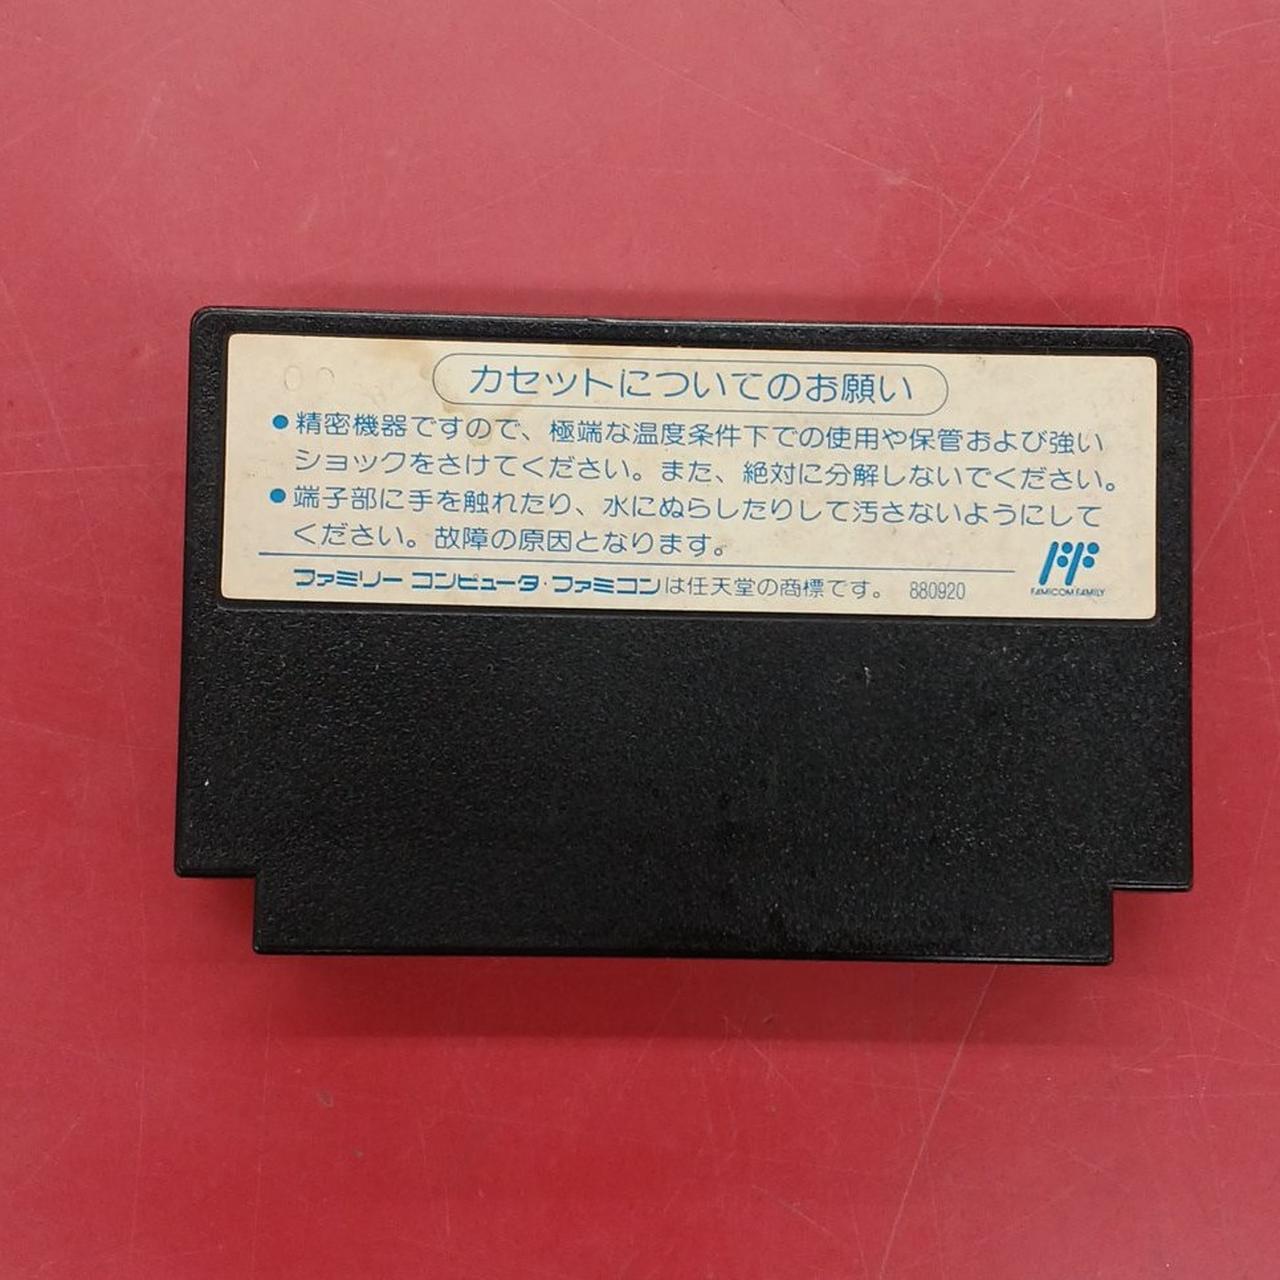 カセットについてのお願い
●精密機器ですので、極端な温度条件下での使用や保管および強い
ショックをさけてください。また、絶対に分解しないでください。
●端子部に手を触れたり、水にぬらしたりして汚さないようにして
ください。故障の原因となります。
ファミリー コンピュータ・ファミコンは任天堂の商標です。 880920
FAMICOM FAMILY